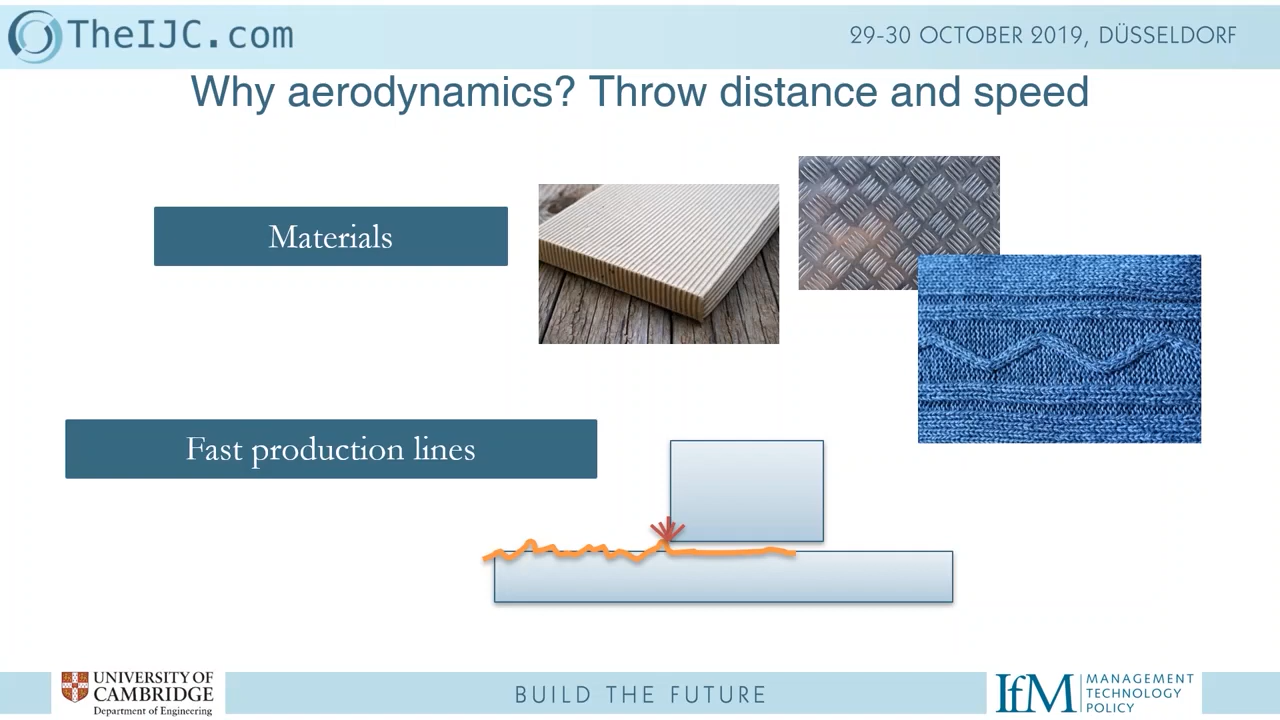 TheIJC.com
29-30 OCTOBER 2019, DÜSSELDORF
Why aerodynamics? Throw distance and speed
Materials
Fast production lines
UNIVERSITY OF
CAMBRIDGE
Department of Engineering
BUILD THE FUTURE
IfM
MANAGEMENT
TECHNOLOGY
POLICY